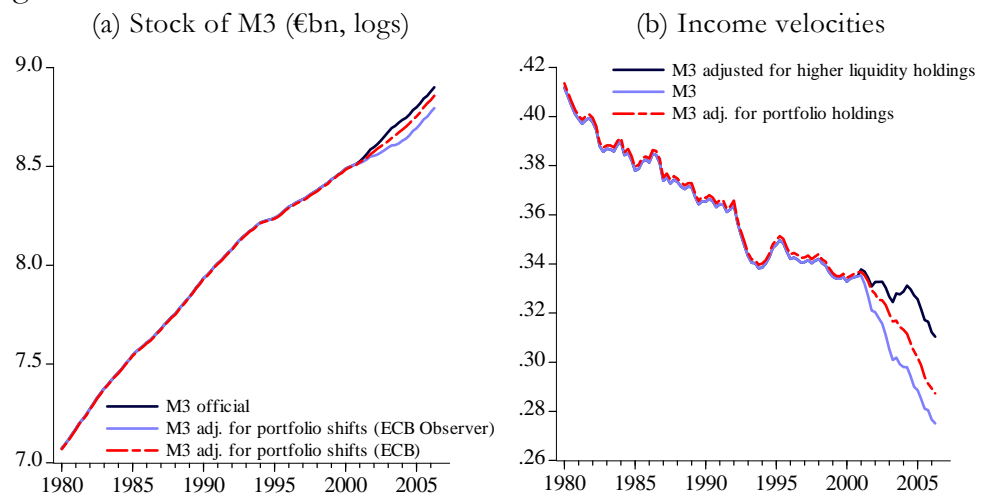 (a) Stock of M3 (€bn, logs)
9.0
8.5
8.0
7.5
7.0
M3 official
M3 adj. for portfolio shifts (ECB Observer)
M3 adj. for portfolio shifts (ECB)
1980 1985 1990 1995 2000 2005
(b) Income velocities
.42
.40
.38
.36
.34
.32
.30
.28
.26
M3 adjusted for higher liquidity holdings
M3
M3 adj. for portfolio holdings
1980 1985 1990 1995 2000 2005